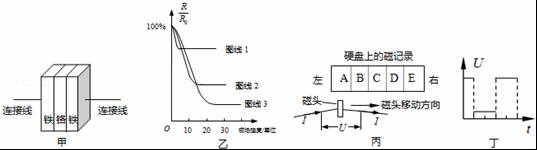 连接线
铁
铬
铁
连接线
甲
R
R₀
100%
图线 1
图线 2
图线 3
0
10
20
30
磁场强度/单位
乙
硬盘上的磁记录
左
A
B
C
D
E
右
磁头
磁头移动方向
I
U
I
丙
U
t
丁